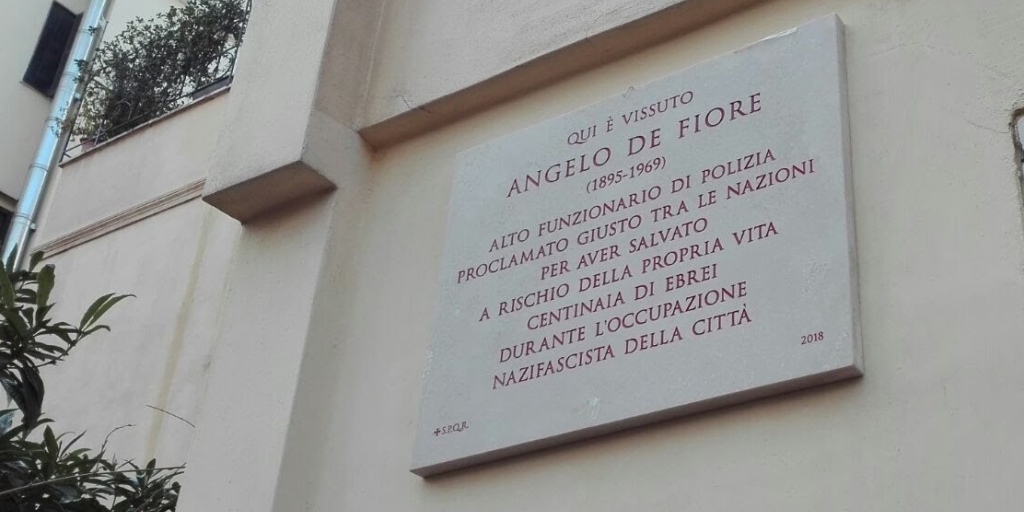 QUI È VISSUTO
ANGELO DE FIORE
(1895-1969)
ALTO FUNZIONARIO DI POLIZIA
PROCLAMATO GIUSTO TRA LE NAZIONI
PER AVER SALVATO
A RISCHIO DELLA PROPRIA VITA
CENTINAIA DI EBREI
DURANTE L'OCCUPAZIONE
NAZIFASCISTA DELLA CITTÀ
2018
✚S.P.Q.R.